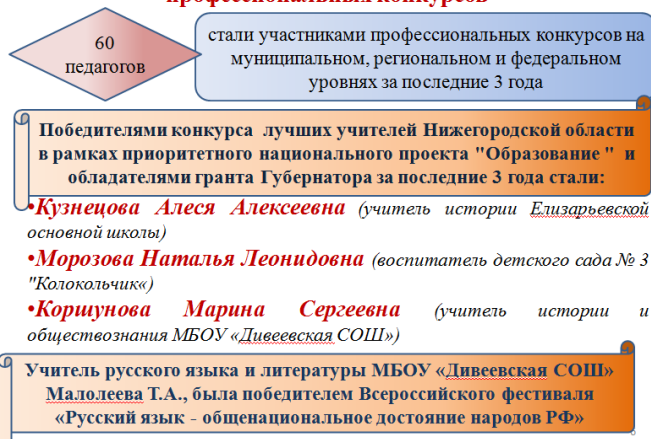 профессиональных конкурсов
60
педагогов
стали участниками профессиональных конкурсов на
муниципальном, региональном и федеральном
уровнях за последние 3 года
Победителями конкурса лучших учителей Нижегородской области
в рамках приоритетного национального проекта "Образование " и
обладателями гранта Губернатора за последние 3 года стали:
•Кузнецова Алеся Алексеевна (учитель истории Елизарьевской
основной школы)
•Морозова Наталья Леонидовна (воспитатель детского сада № 3
"Колокольчик«)
•Коршунова Марина Сергеевна (учитель истории и
обществознания МБОУ «Дивеевская СОШ»)
Учитель русского языка и литературы МБОУ «Дивеевская СОШ»
Малолеева Т.А., была победителем Всероссийского фестиваля
«Русский язык - общенациональное достояние народов РФ»